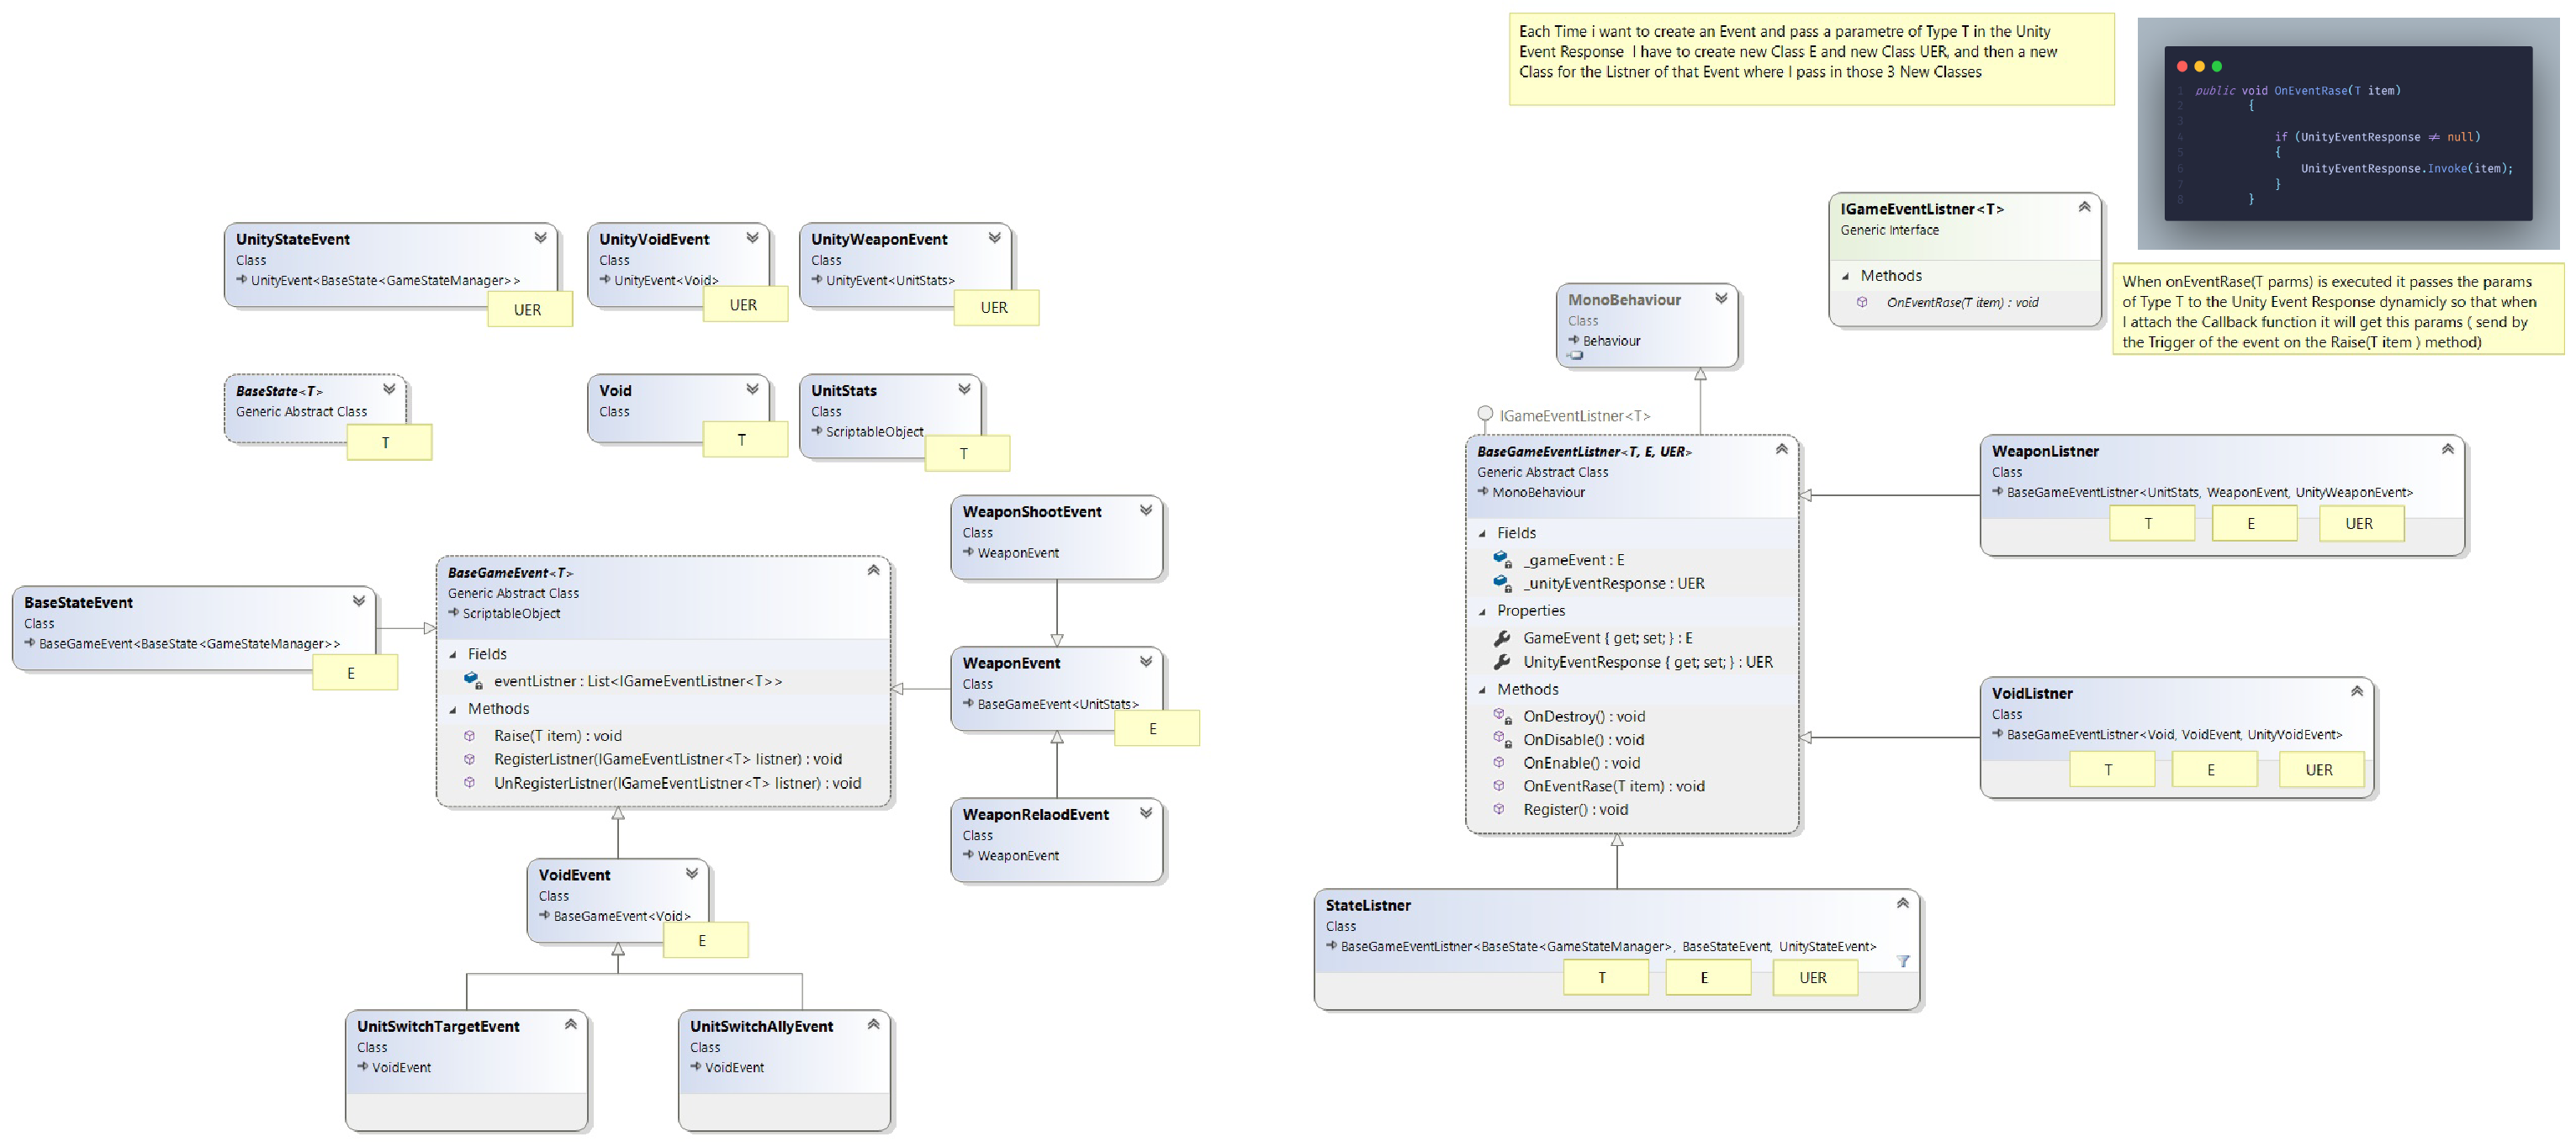 Each Time i want to create an Event and pass a parametre of Type T in the Unity
Event Response I have to create new Class E and new Class UER, and then a new
Class for the Listner of that Event where I pass in those 3 New Classes
1 public void OnEventRase(T item)
2 {
3
4 if (UnityEventResponse ≠ null)
5 {
6 UnityEventResponse.Invoke(item);
7 }
8 }
IGameEventListner<T>
Generic Interface
Methods
OnEventRase(T item) : void
When onEventRase(T parms) is executed it passes the params
of Type T to the Unity Event Response dynamicly so that when
I attach the Callback function it will get this params ( send by
the Trigger of the event on the Raise(T item ) method)
UnityStateEvent
Class
UnityEvent<BaseState<GameStateManager>>
UER
UnityVoidEvent
Class
UnityEvent<Void>
UER
UnityWeaponEvent
Class
UnityEvent<UnitStats>
UER
BaseState<T>
Generic Abstract Class
T
Void
Class
T
UnitStats
Class
ScriptableObject
T
MonoBehaviour
Class
Behaviour
IGameEventListner<T>
BaseGameEventListner<T, E, UER>
Generic Abstract Class
MonoBehaviour
Fields
_gameEvent : E
_unityEventResponse : UER
Properties
GameEvent { get; set; } : E
UnityEventResponse { get; set; } : UER
Methods
OnDestroy() : void
OnDisable() : void
OnEnable() : void
OnEventRase(T item) : void
Register() : void
WeaponListner
Class
BaseGameEventListner<UnitStats, WeaponEvent, UnityWeaponEvent>
T
E
UER
VoidListner
Class
BaseGameEventListner<Void, VoidEvent, UnityVoidEvent>
T
E
UER
StateListner
Class
BaseGameEventListner<BaseState<GameStateManager>, BaseStateEvent, UnityStateEvent>
T
E
UER
BaseStateEvent
Class
BaseGameEvent<BaseState<GameStateManager>>
E
BaseGameEvent<T>
Generic Abstract Class
ScriptableObject
Fields
eventListner : List<IGameEventListner<T>>
Methods
Raise(T item) : void
RegisterListner(IGameEventListner<T> listner) : void
UnRegisterListner(IGameEventListner<T> listner) : void
WeaponShootEvent
Class
WeaponEvent
WeaponEvent
Class
BaseGameEvent<UnitStats>
E
WeaponRelaodEvent
Class
WeaponEvent
VoidEvent
Class
BaseGameEvent<Void>
E
UnitSwitchTargetEvent
Class
VoidEvent
UnitSwitchAllyEvent
Class
VoidEvent